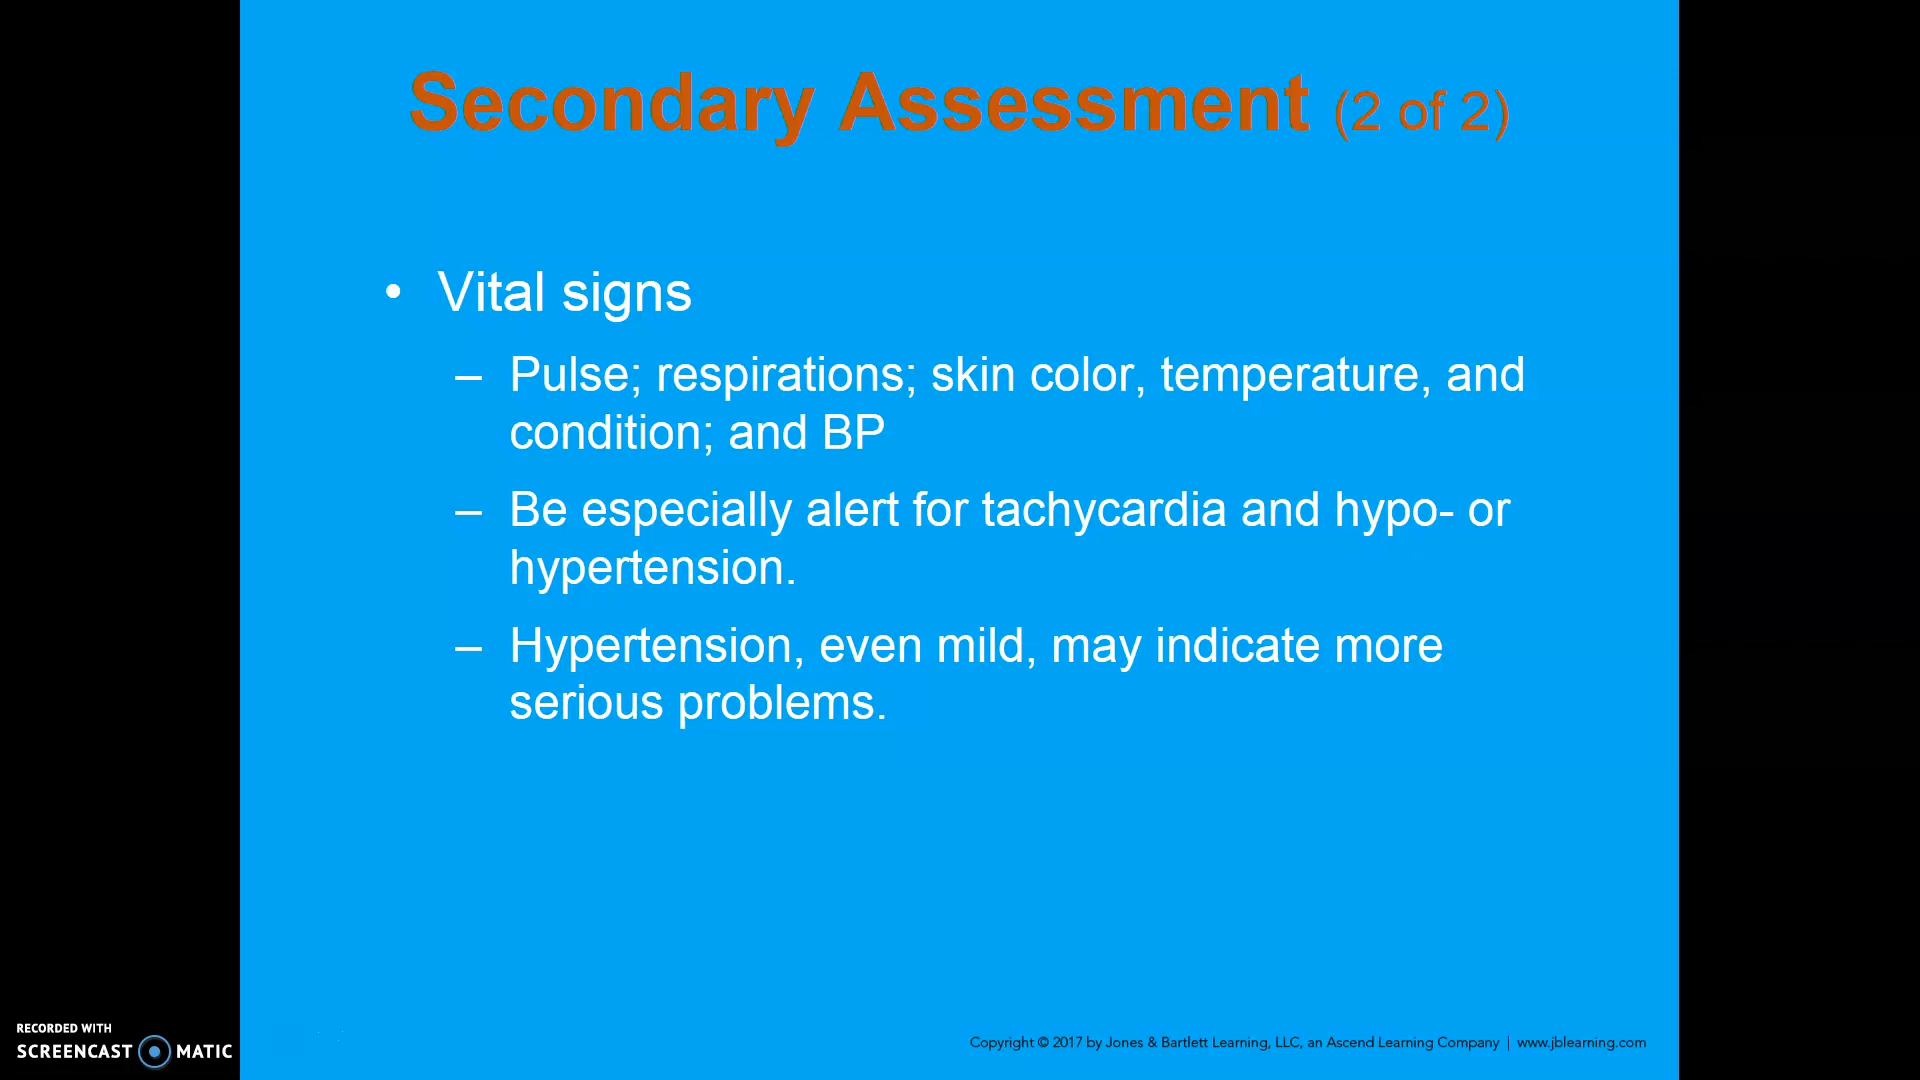 Secondary Assessment (2 of 2)
• Vital signs
– Pulse; respirations; skin color, temperature, and
condition; and BP
– Be especially alert for tachycardia and hypo- or
hypertension.
– Hypertension, even mild, may indicate more
serious problems.
RECORDED WITH
SCREENCAST MATIC
Copyright © 2017 by Jones & Bartlett Learning, LLC, an Ascend Learning Company | www.jblearning.com